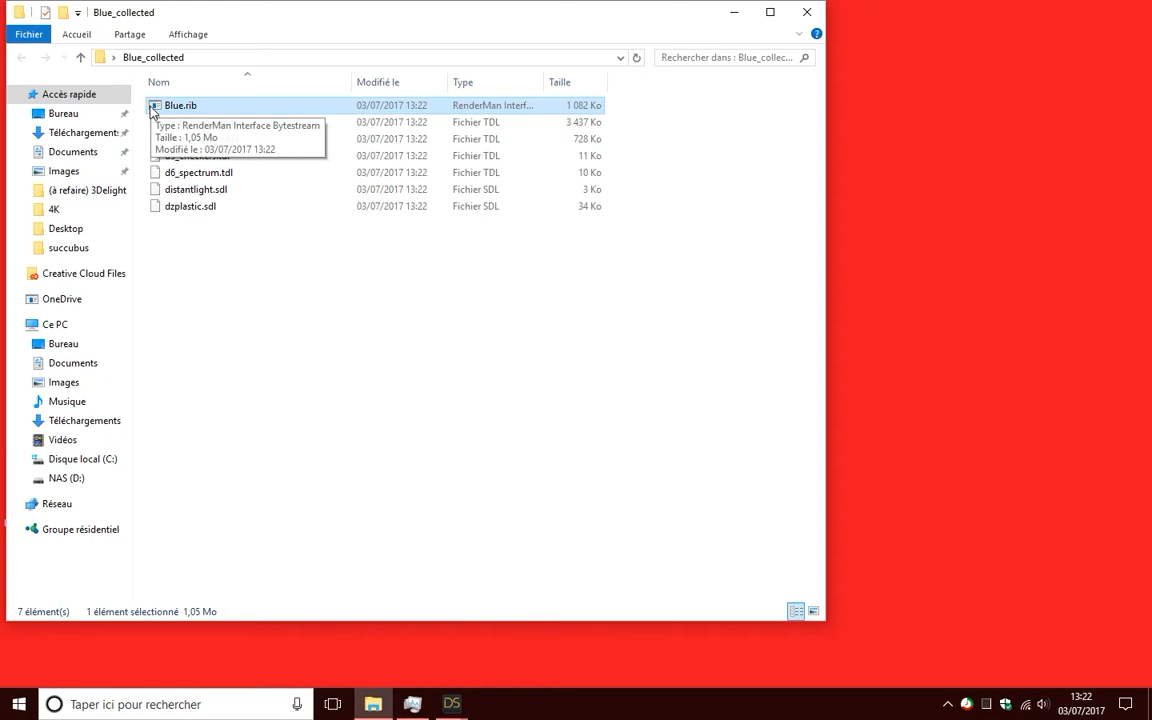 Blue_collected
Fichier Accueil Partage Affichage
Blue_collected
Rechercher dans : Blue_collec...
Nom Modifié le Type Taille
Blue.rib 03/07/2017 13:22 RenderMan Interf... 1 082 Ko
03/07/2017 13:22 Fichier TDL 3 437 Ko
03/07/2017 13:22 Fichier TDL 728 Ko
03/07/2017 13:22 Fichier TDL 11 Ko
d6_spectrum.tdl 03/07/2017 13:22 Fichier TDL 10 Ko
distantlight.sdl 03/07/2017 13:22 Fichier SDL 3 Ko
dzplastic.sdl 03/07/2017 13:22 Fichier SDL 34 Ko
Type : RenderMan Interface Bytestream
Taille : 1,05 Mo
Modifié le : 03/07/2017 13:22
Accès rapide
Bureau
Téléchargement:
Documents
Images
(à refaire) 3Delight
4K
Desktop
succubus
Creative Cloud Files
OneDrive
Ce PC
Bureau
Documents
Images
Musique
Téléchargements
Vidéos
Disque local (C:)
NAS (D:)
Réseau
Groupe résidentiel
7 élément(s) 1 élément sélectionné 1,05 Mo
Taper ici pour rechercher
DS
13:22
03/07/2017